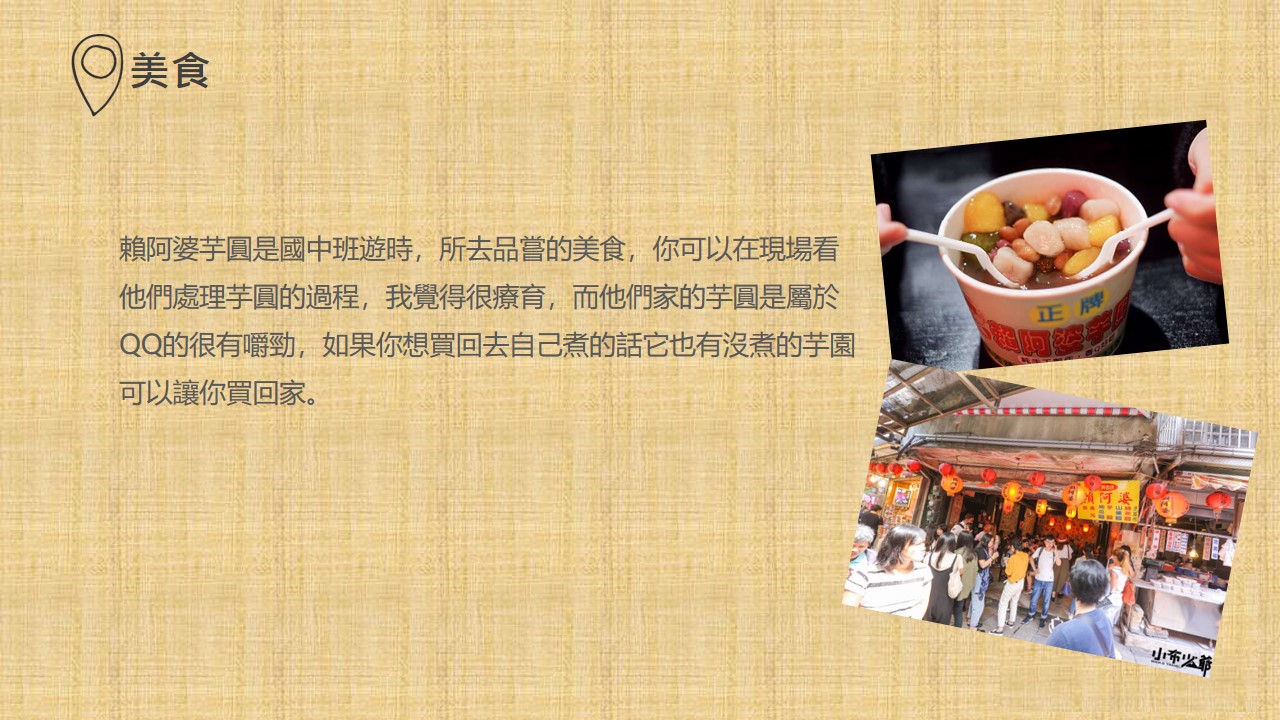 美食
賴阿婆芋圓是國中班遊時，所去品嘗的美食，你可以在現場看
他們處理芋圓的過程，我覺得很療育，而他們家的芋圓是屬於
QQ的很有嚼勁，如果你想買回去自己煮的話它也有沒煮的芋園
可以讓你買回家。
正牌
賴阿婆芋圓
賴阿婆
小布少爺